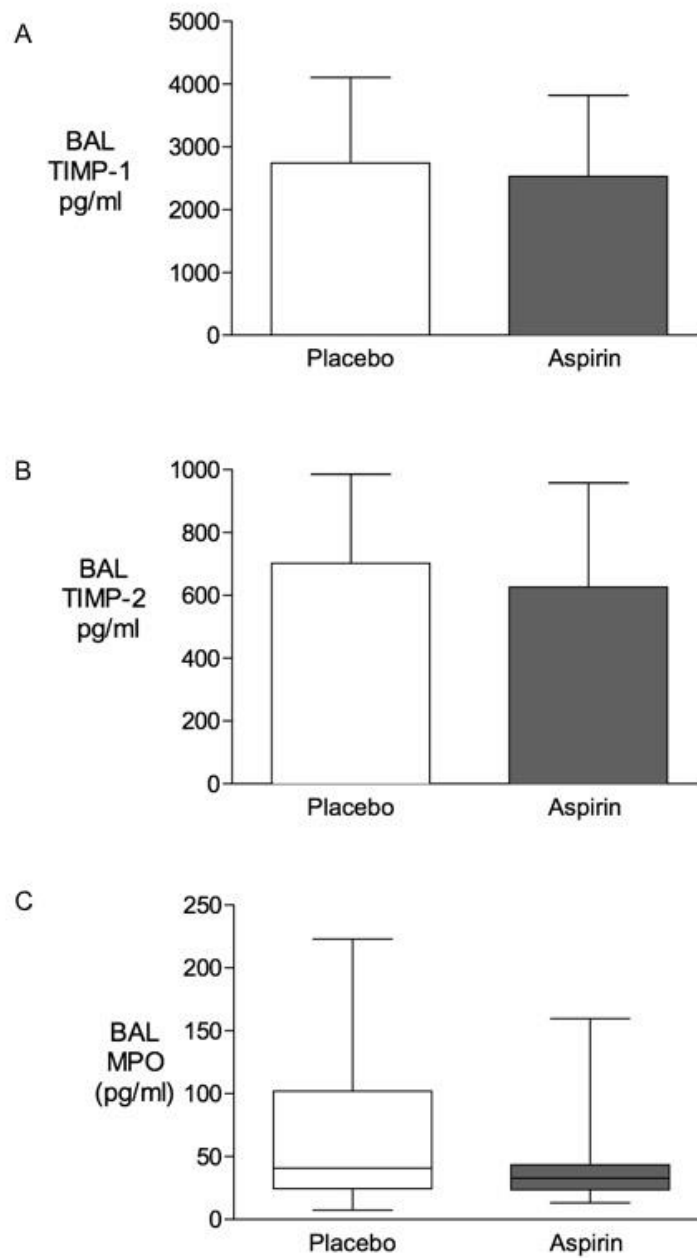 A
BAL
TIMP-1
pg/ml
5000
4000
3000
2000
1000
0
Placebo Aspirin
B
BAL
TIMP-2
pg/ml
1000
800
600
400
200
0
Placebo Aspirin
C
BAL
MPO
(pg/ml)
250
200
150
100
50
0
Placebo Aspirin